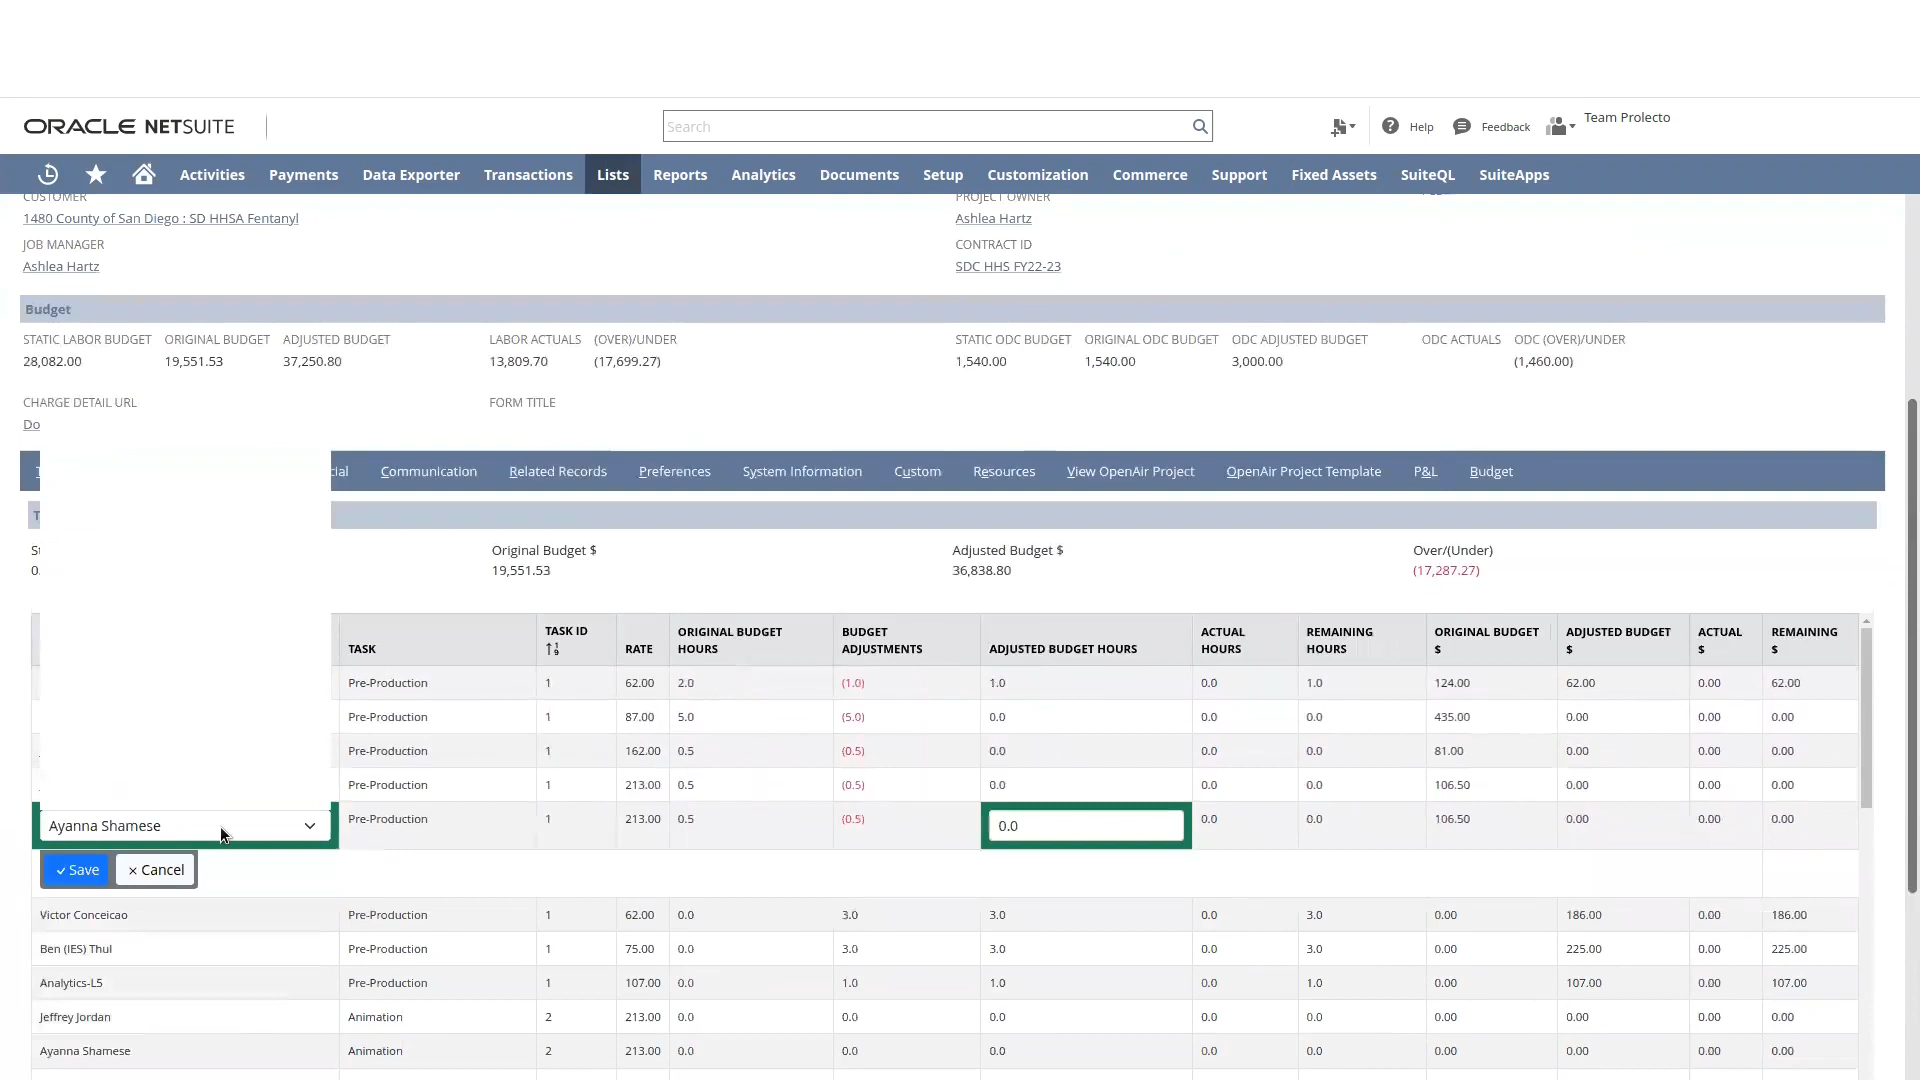 ORACLE NETSUITE
Search
Help
Feedback
Team Prolecto
Activities Payments Data Exporter Transactions Lists Reports Analytics Documents Setup Customization Commerce Support Fixed Assets SuiteQL SuiteApps
CUSTOMER PROJECT OWNER
1480 County of San Diego : SD HHSA Fentanyl Ashlea Hartz
JOB MANAGER CONTRACT ID
Ashlea Hartz SDC HHS FY22-23
Budget
STATIC LABOR BUDGET ORIGINAL BUDGET ADJUSTED BUDGET LABOR ACTUALS (OVER)/UNDER STATIC ODC BUDGET ORIGINAL ODC BUDGET ODC ADJUSTED BUDGET ODC ACTUALS ODC (OVER)/UNDER
28,082.00 19,551.53 37,250.80 13,809.70 (17,699.27) 1,540.00 1,540.00 3,000.00 (1,460.00)
CHARGE DETAIL URL FORM TITLE
Do
cial Communication Related Records Preferences System Information Custom Resources View OpenAir Project OpenAir Project Template P&L Budget
T
St Original Budget $ Adjusted Budget $ Over/(Under)
0. 19,551.53 36,838.80 (17,287.27)
TASK TASK ID RATE ORIGINAL BUDGET HOURS BUDGET ADJUSTMENTS ADJUSTED BUDGET HOURS ACTUAL HOURS REMAINING HOURS ORIGINAL BUDGET $ ADJUSTED BUDGET $ ACTUAL $ REMAINING $
Pre-Production 1 62.00 2.0 (1.0) 1.0 0.0 1.0 124.00 62.00 0.00 62.00
Pre-Production 1 87.00 5.0 (5.0) 0.0 0.0 0.0 435.00 0.00 0.00 0.00
Pre-Production 1 162.00 0.5 (0.5) 0.0 0.0 0.0 81.00 0.00 0.00 0.00
Pre-Production 1 213.00 0.5 (0.5) 0.0 0.0 0.0 106.50 0.00 0.00 0.00
Ayanna Shamese Pre-Production 1 213.00 0.5 (0.5) 0.0 0.0 0.0 106.50 0.00 0.00 0.00
Save Cancel
Victor Conceicao Pre-Production 1 62.00 0.0 3.0 3.0 0.0 3.0 0.00 186.00 0.00 186.00
Ben (IES) Thul Pre-Production 1 75.00 0.0 3.0 3.0 0.0 3.0 0.00 225.00 0.00 225.00
Analytics-L5 Pre-Production 1 107.00 0.0 1.0 1.0 0.0 1.0 0.00 107.00 0.00 107.00
Jeffrey Jordan Animation 2 213.00 0.0 0.0 0.0 0.0 0.0 0.00 0.00 0.00 0.00
Ayanna Shamese Animation 2 213.00 0.0 0.0 0.0 0.0 0.0 0.00 0.00 0.00 0.00